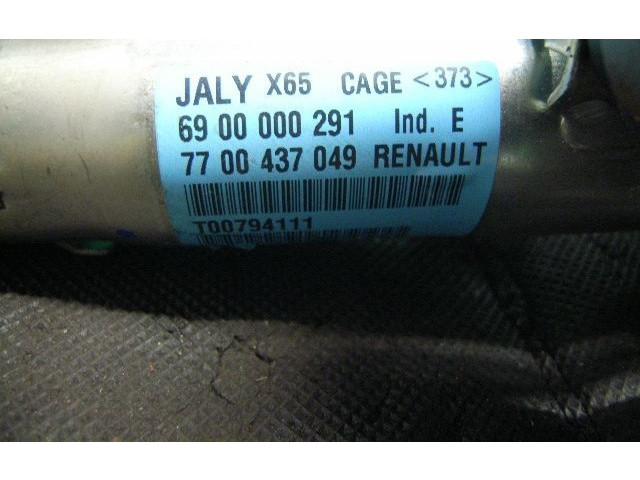 JALY X65 CAGE <373>
69 00 000 291 Ind. E
77 00 437 049 RENAULT
T00794111